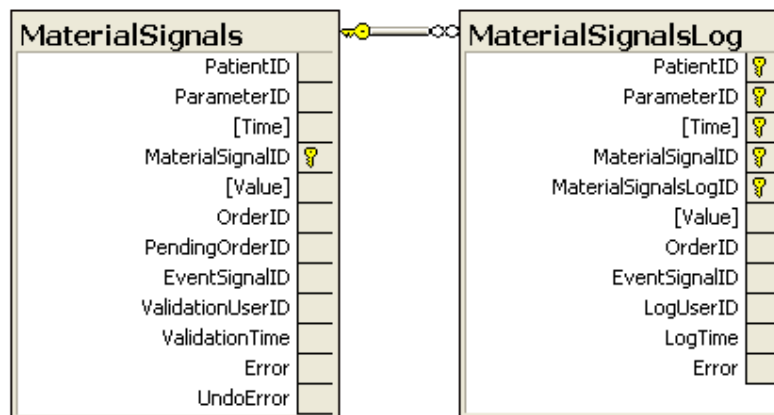 MaterialSignals
PatientID
ParameterID
[Time]
MaterialSignalID
[Value]
OrderID
PendingOrderID
EventSignalID
ValidationUserID
ValidationTime
Error
UndoError
MaterialSignalsLog
PatientID
ParameterID
[Time]
MaterialSignalID
MaterialSignalsLogID
[Value]
OrderID
EventSignalID
LogUserID
LogTime
Error